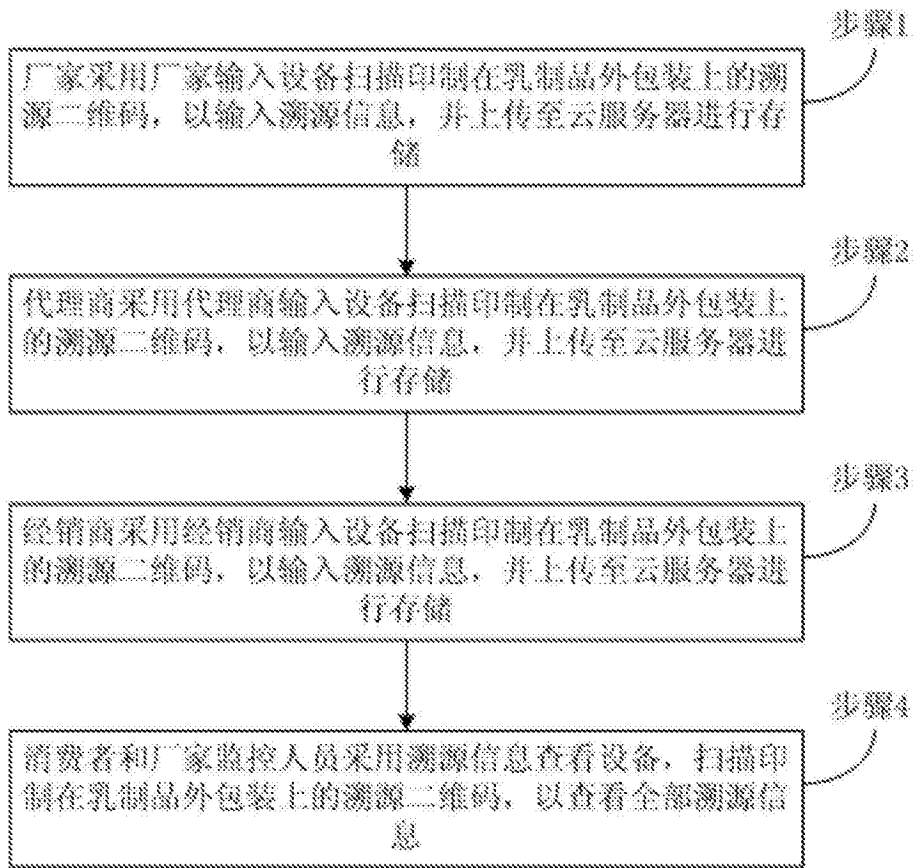 步骤1
厂家采用厂家输入设备扫描印制在乳制品外包装上的溯
源二维码，以输入溯源信息，并上传至云服务器进行存
储
步骤2
代理商采用代理商输入设备扫描印制在乳制品外包装上
的溯源二维码，以输入溯源信息，并上传至云服务器进
行存储
步骤3
经销商采用经销商输入设备扫描印制在乳制品外包装上
的溯源二维码，以输入溯源信息，并上传至云服务器进
行存储
步骤4
消费者和厂家监控人员采用溯源信息查看设备，扫描印
制在乳制品外包装上的溯源二维码，以查看全部溯源信
息